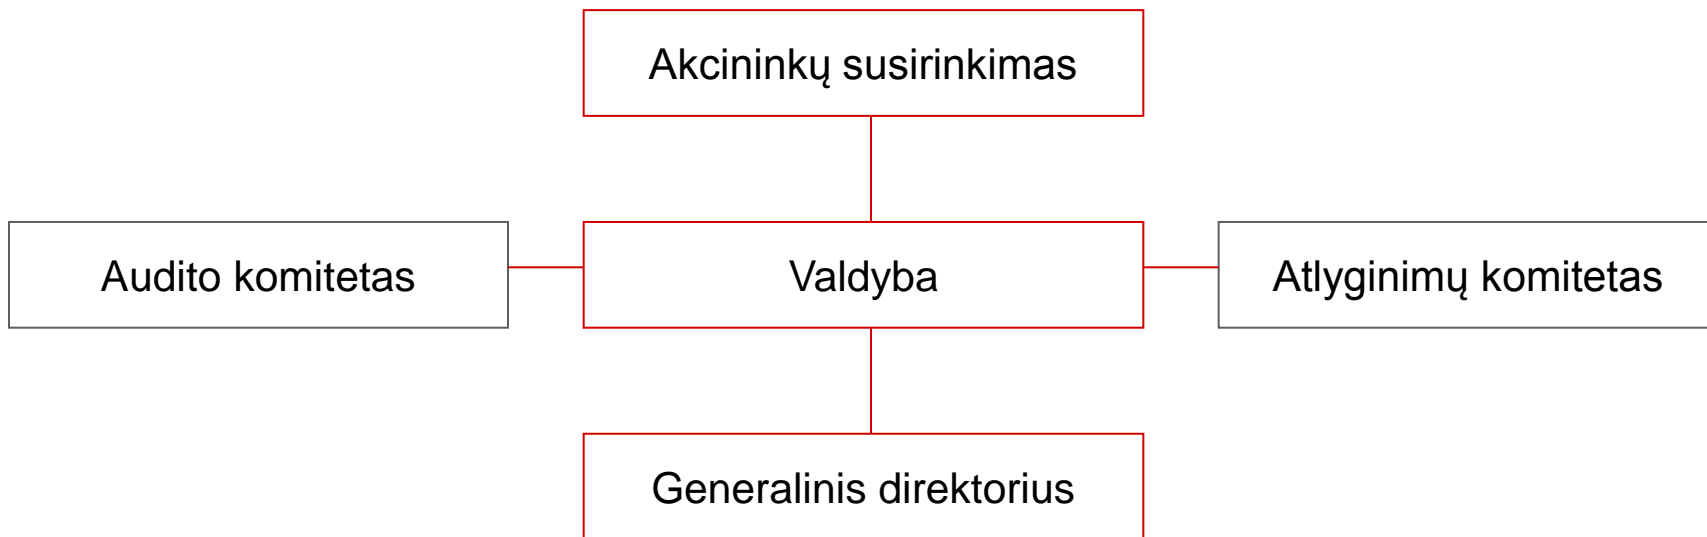 Akcininkų susirinkimas
Audito komitetas
Valdyba
Atlyginimų komitetas
Generalinis direktorius